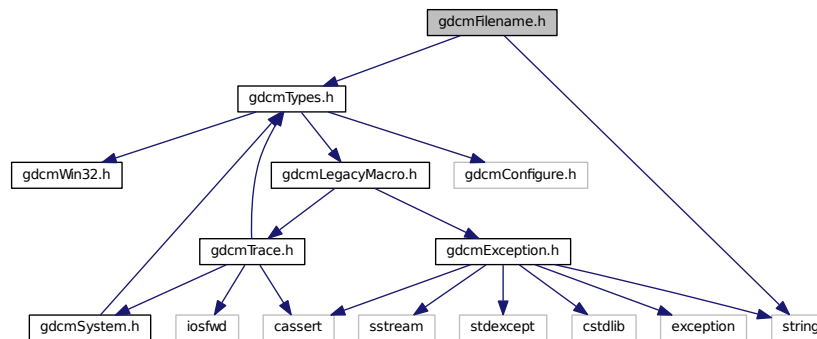 gdcmFilename.h
gdcmTypes.h
gdcmWin32.h
gdcmLegacyMacro.h
gdcmConfigure.h
gdcmTrace.h
gdcmException.h
gdcmSystem.h
iosfwd
cassert
sstream
stdexcept
cstdlib
exception
string